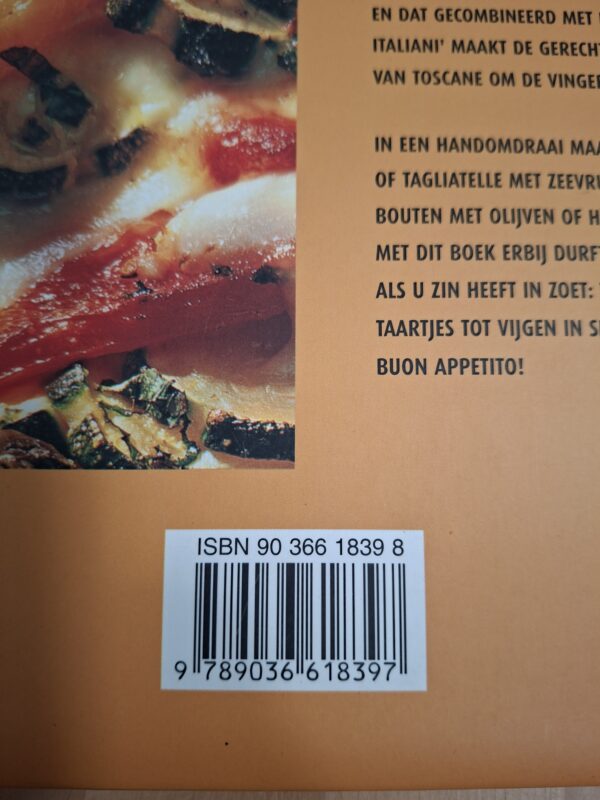 EN DAT GECOMBINEERD MET
ITALIANI' MAAKT DE GERECHT
VAN TOSCANE OM DE VINGE
IN EEN HANDOMDRAAI MAA
OF TAGLIATELLE MET ZEEVR
BOUTEN MET OLIJVEN OF H
MET DIT BOEK ERBIJ DURF
ALS U ZIN HEEFT IN ZOET:
TAARTJES TOT VIJGEN IN S
BUON APPETITO!
ISBN 90 366 1839 8
9 789036 618397